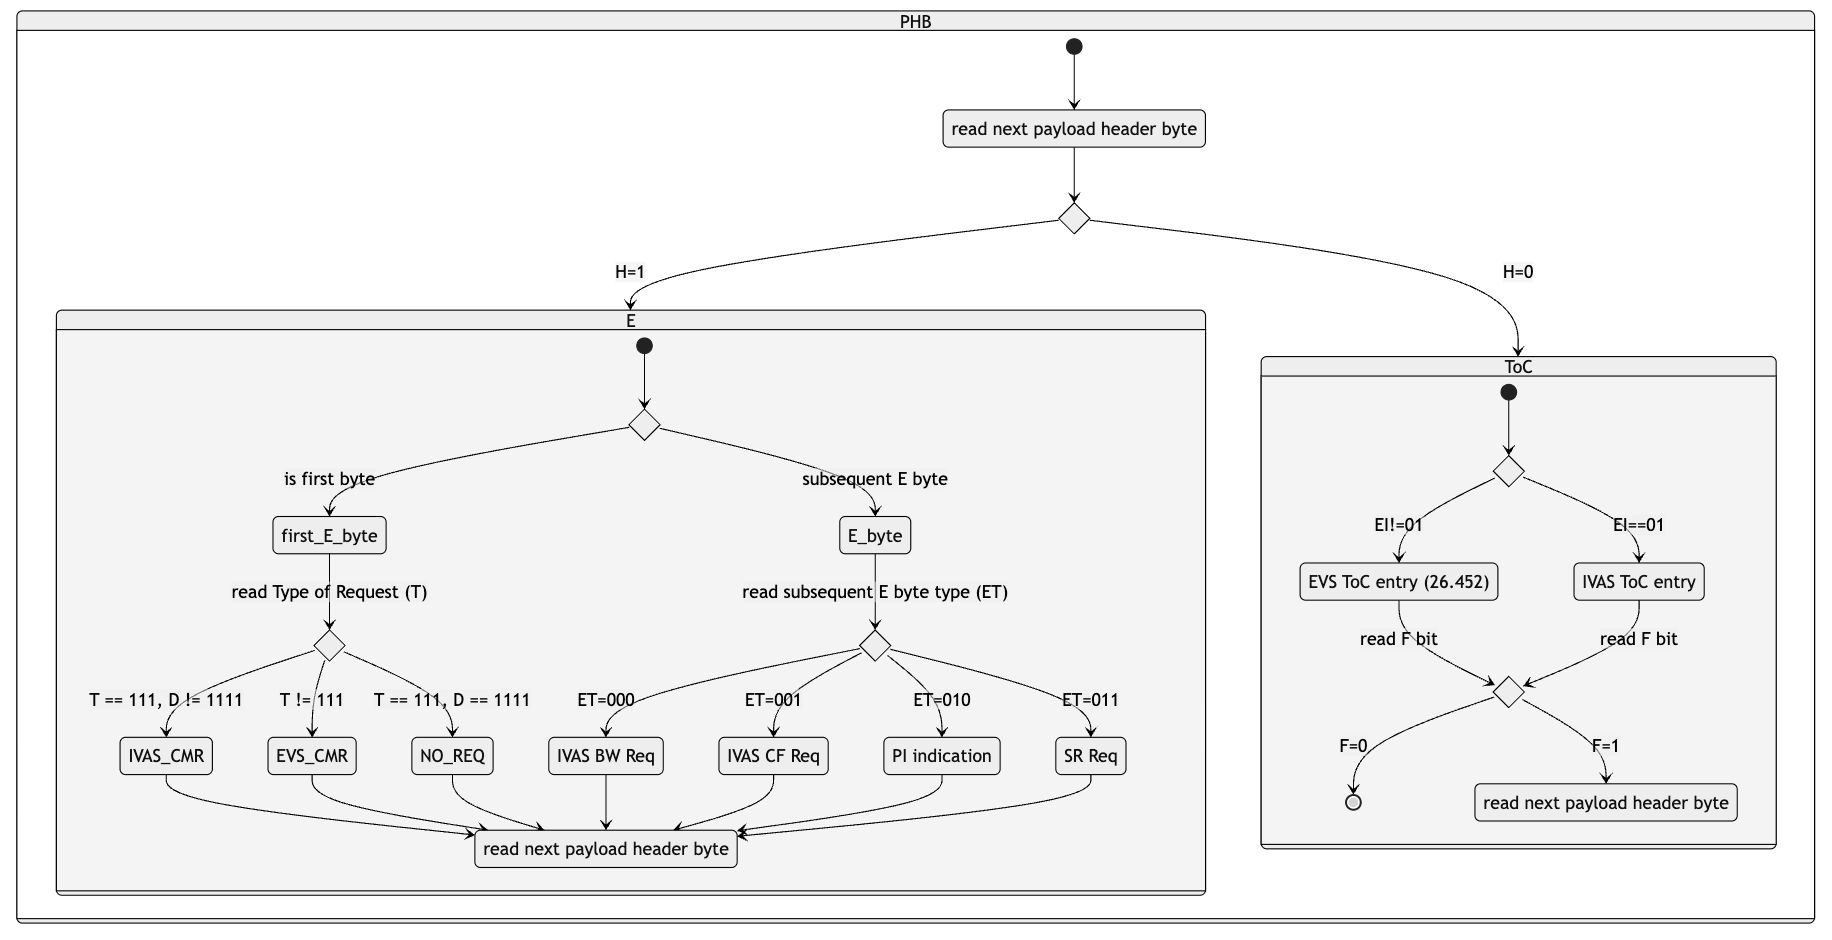 PHB
read next payload header byte
H=1
H=0
E
ToC
is first byte
subsequent E byte
EI!=01
EI==01
first_E_byte
E_byte
EVS ToC entry (26.452)
IVAS ToC entry
read Type of Request (T)
read subsequent E byte type (ET)
read F bit
read F bit
T == 111, D != 1111
T != 111
T == 111, D == 1111
ET=000
ET=001
ET=010
ET=011
F=0
F=1
IVAS_CMR
EVS_CMR
NO_REQ
IVAS BW Req
IVAS CF Req
PI indication
SR Req
read next payload header byte
read next payload header byte